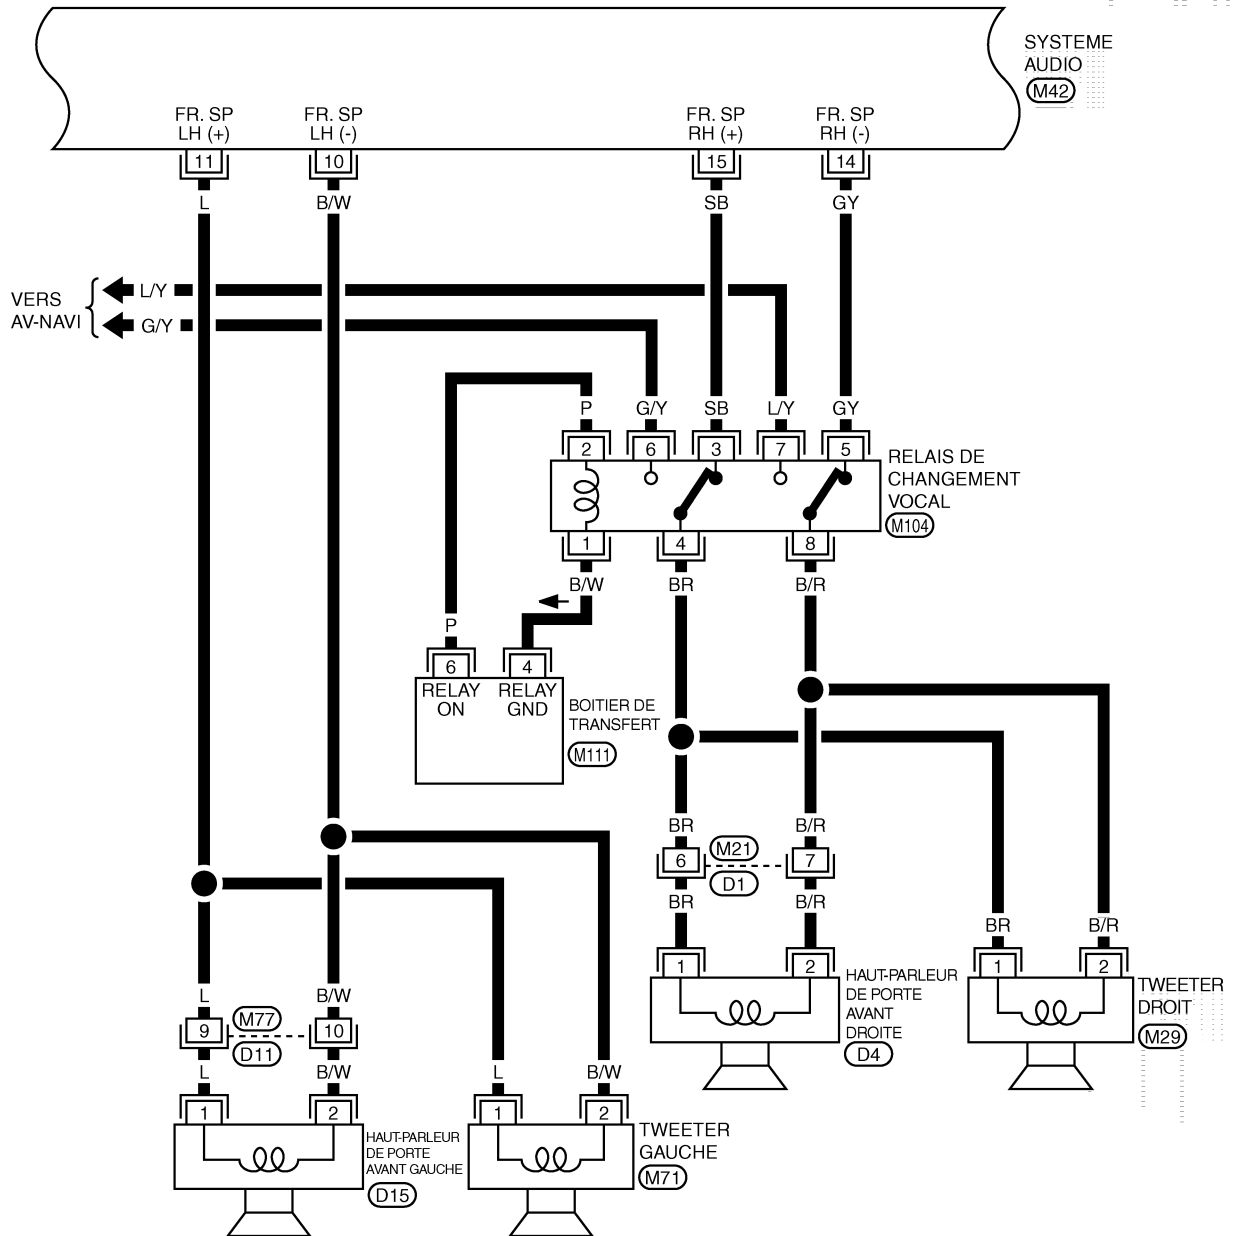 SYSTEME
AUDIO
M42
FR. SP
LH (+)
FR. SP
LH (-)
FR. SP
RH (+)
FR. SP
RH (-)
11
10
15
14
L
B/W
SB
GY
VERS
AV-NAVI
L/Y
G/Y
P
G/Y
SB
L/Y
GY
2
6
3
7
5
RELAIS DE
CHANGEMENT
VOCAL
M104
1
4
8
B/W
BR
B/R
P
6
4
RELAY
ON
RELAY
GND
BOITIER DE
TRANSFERT
M111
BR
B/R
6
M21
7
D1
BR
B/R
BR
B/R
1
2
1
2
HAUT-PARLEUR
DE PORTE
AVANT
DROITE
D4
TWEETER
DROIT
M29
L
B/W
9
M77
10
D11
L
B/W
L
B/W
1
2
1
2
HAUT-PARLEUR
DE PORTE
AVANT GAUCHE
D15
TWEETER
GAUCHE
M71